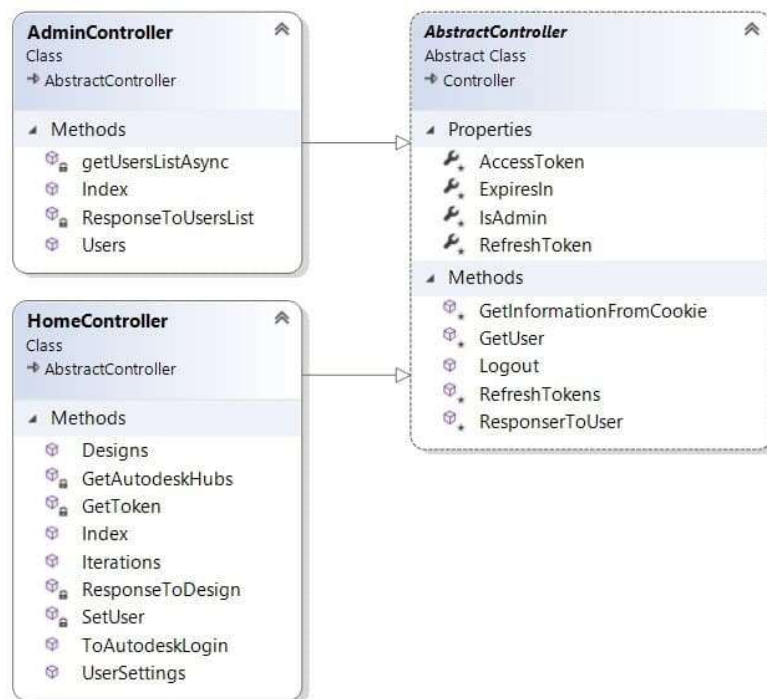 AdminController
Class
AbstractController
Methods
getUsersListAsync
Index
ResponseToUsersList
Users
HomeController
Class
AbstractController
Methods
Designs
GetAutodeskHubs
GetToken
Index
Iterations
ResponseToDesign
SetUser
ToAutodeskLogin
UserSettings
AbstractController
Abstract Class
Controller
Properties
AccessToken
ExpiresIn
IsAdmin
RefreshToken
Methods
GetInformationFromCookie
GetUser
Logout
RefreshTokens
ResponserToUser